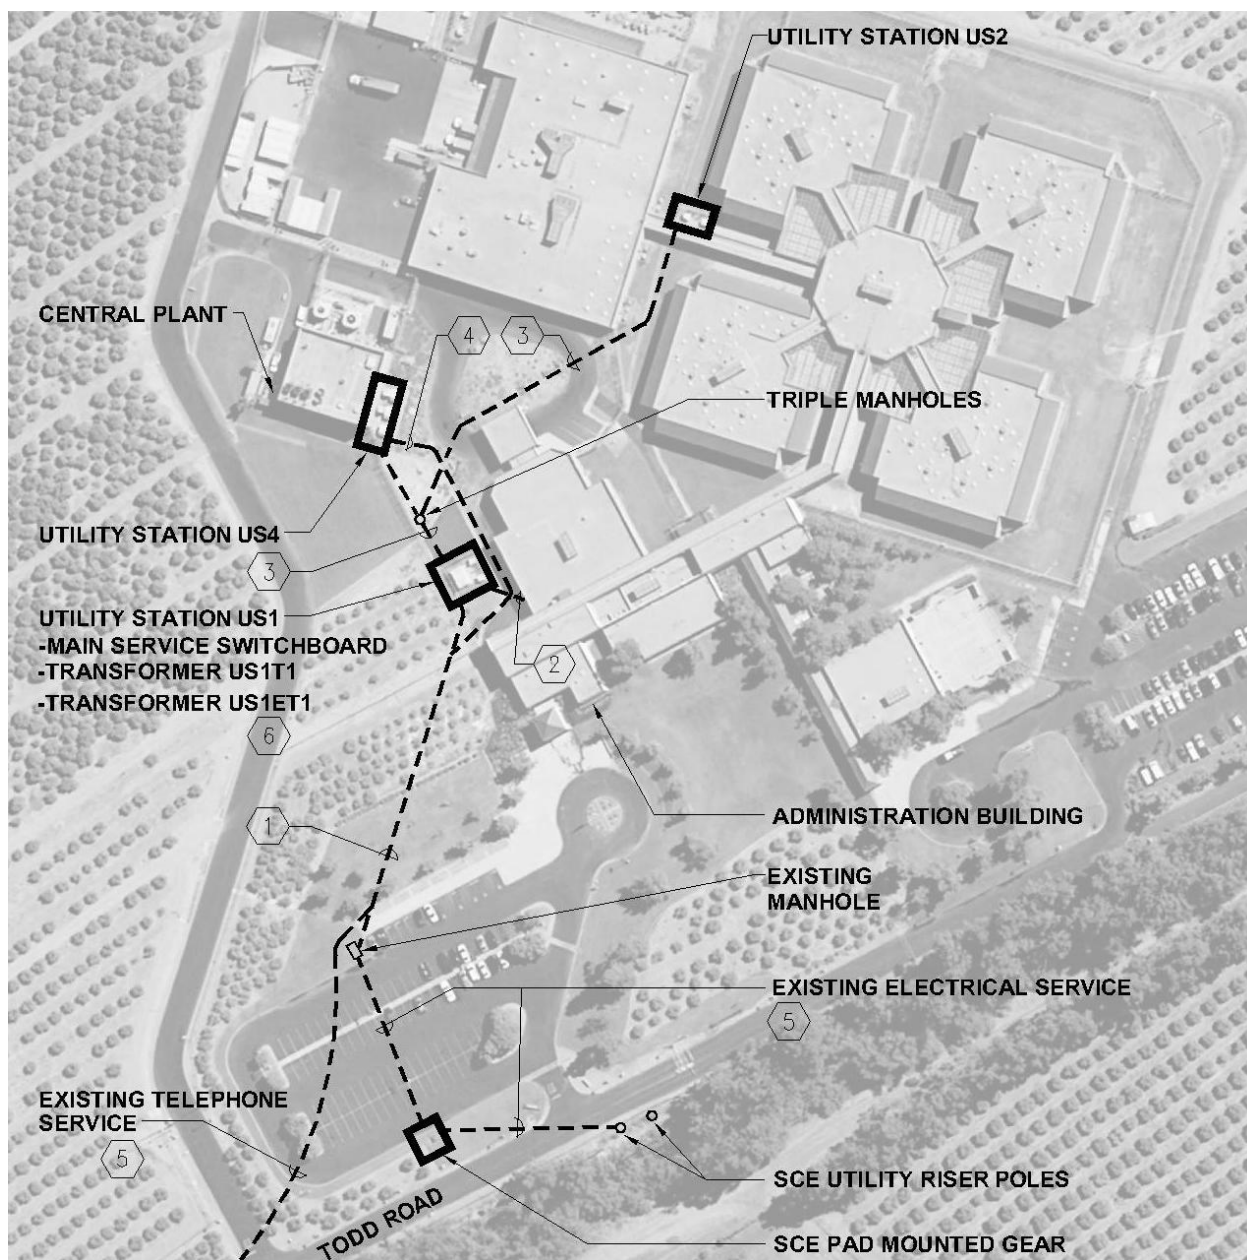 UTILITY STATION US2
CENTRAL PLANT
4
3
TRIPLE MANHOLES
UTILITY STATION US4
3
UTILITY STATION US1
-MAIN SERVICE SWITCHBOARD
-TRANSFORMER US1T1
-TRANSFORMER US1ET1
2
6
1
ADMINISTRATION BUILDING
EXISTING
MANHOLE
EXISTING ELECTRICAL SERVICE
5
EXISTING TELEPHONE
SERVICE
5
SCE UTILITY RISER POLES
TODD ROAD
SCE PAD MOUNTED GEAR